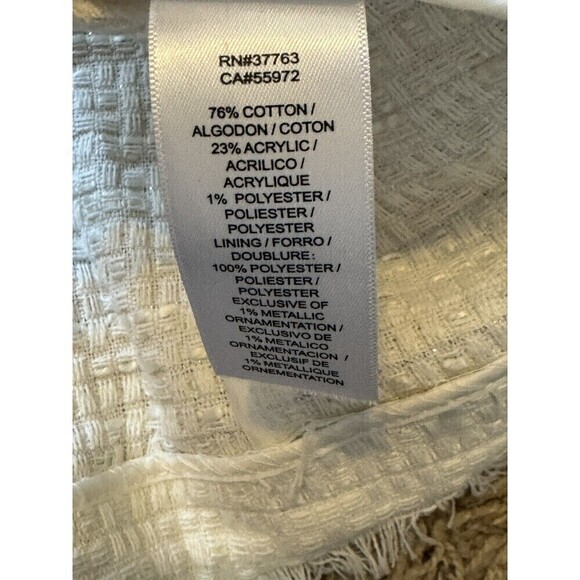 RN#37763
CA#55972
76% COTTON /
ALGODON / COTON
23% ACRYLIC /
ACRILICO /
ACRYLIQUE
1% POLYESTER /
POLIESTER /
POLYESTER
LINING / FORRO /
DOUBLURE:
100% POLYESTER /
POLIESTER /
POLYESTER
EXCLUSIVE OF
1% METALLIC
ORNAMENTATION /
EXCLUSIVO DE
1% METALICO
ORNAMENTACION /
EXCLUSIF DE
1% METALLIQUE
ORNEMENTATION